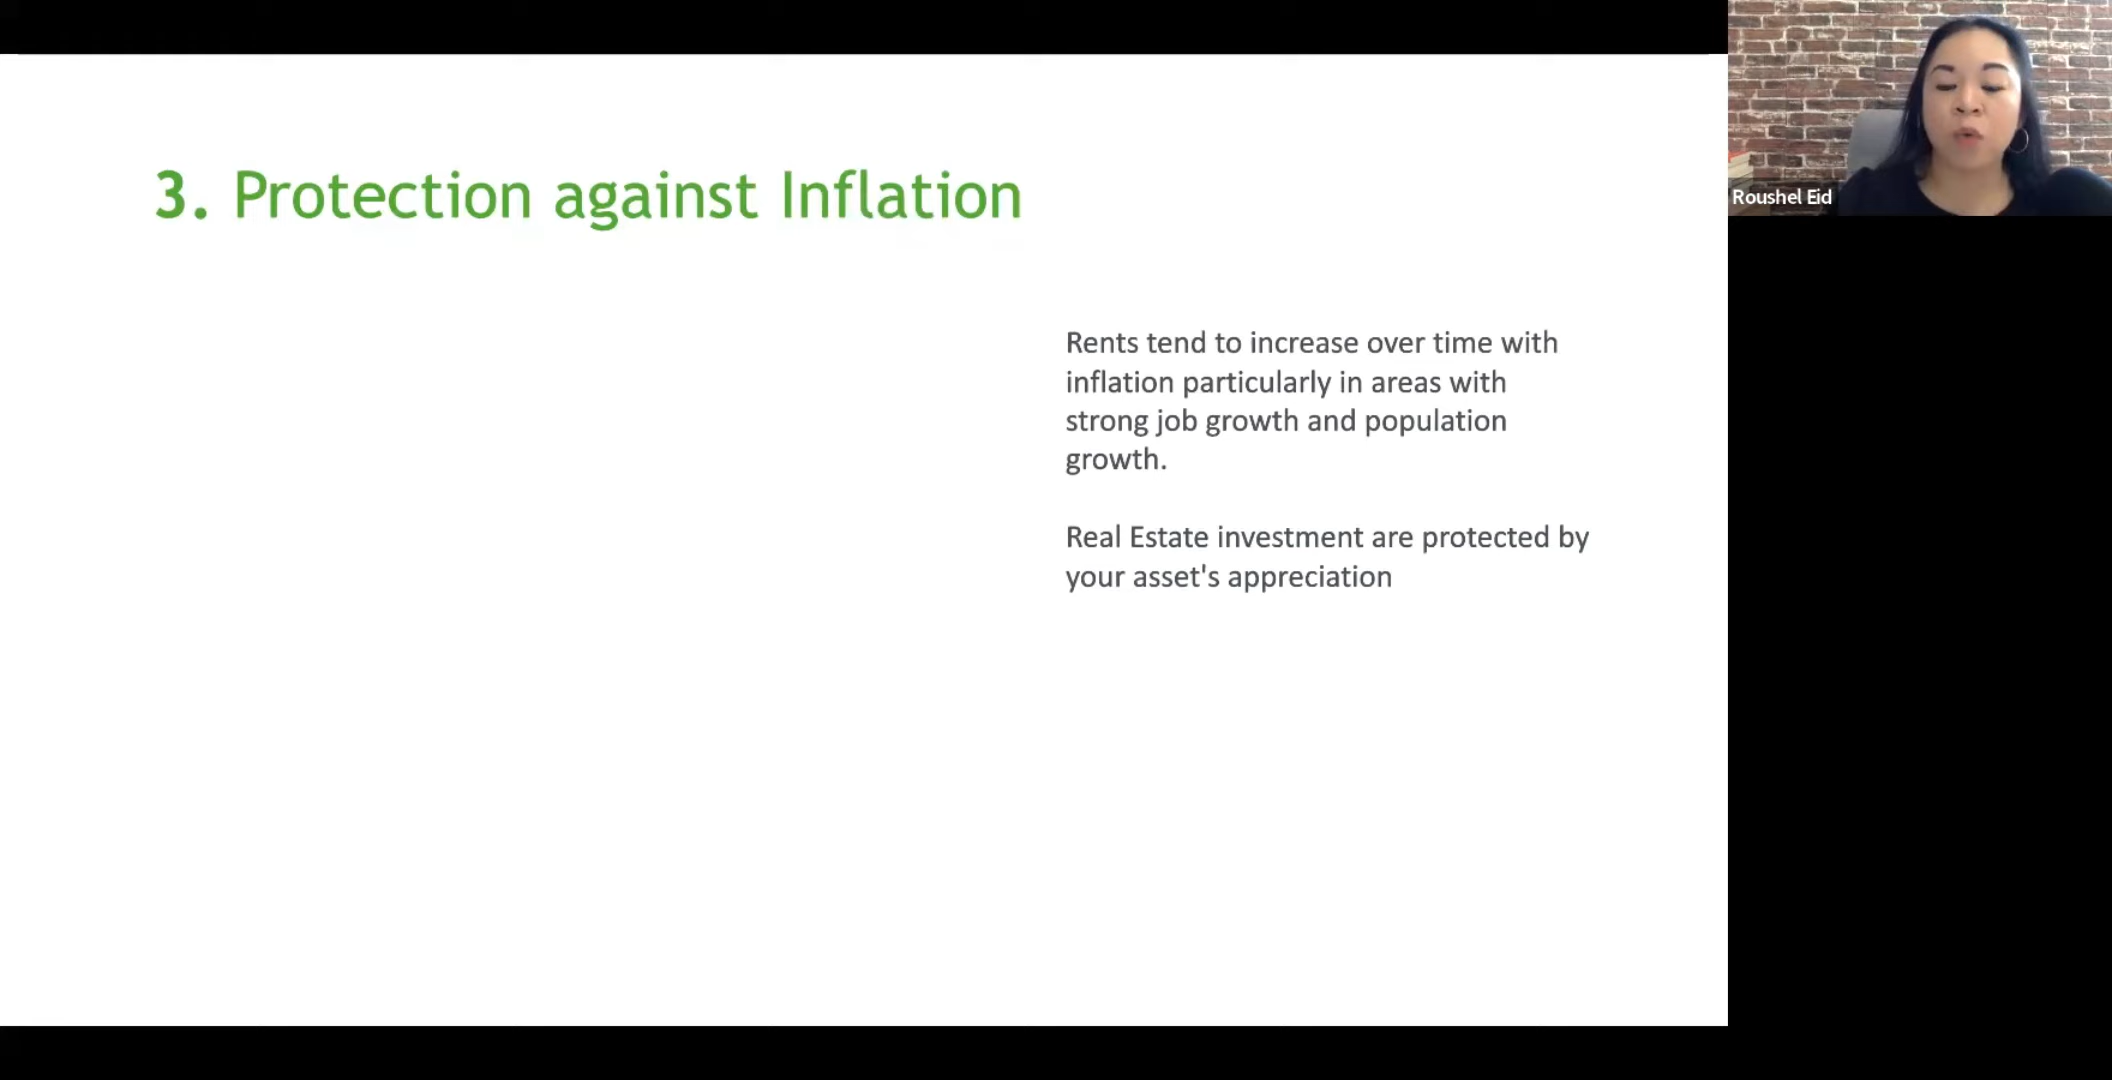 3. Protection against Inflation
Rents tend to increase over time with
inflation particularly in areas with
strong job growth and population
growth.
Real Estate investment are protected by
your asset's appreciation
Roushel Eid